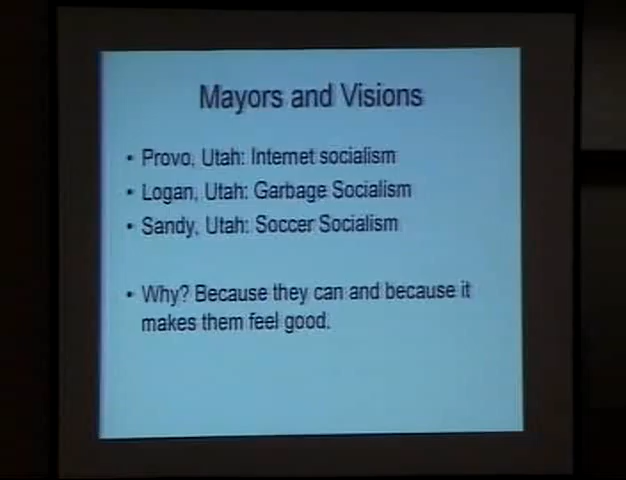 Mayors and Visions
• Provo, Utah: Internet socialism
• Logan, Utah: Garbage Socialism
• Sandy, Utah: Soccer Socialism
• Why? Because they can and because it
makes them feel good.